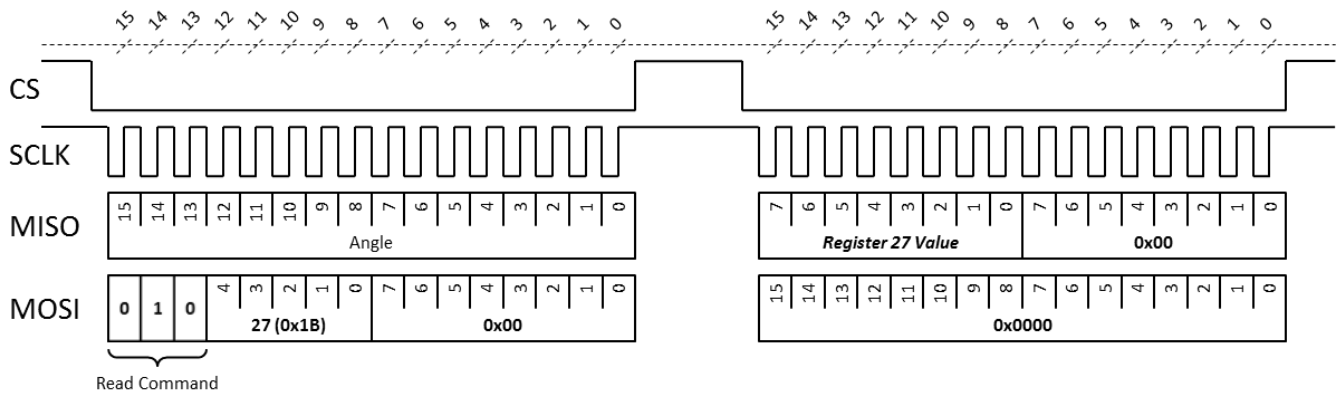 15 14 13 12 11 10 9 8 7 6 5 4 3 2 1 0 15 14 13 12 11 10 9 8 7 6 5 4 3 2 1 0
CS
SCLK
MISO 15 14 13 12 11 10 9 8 7 6 5 4 3 2 1 0 7 6 5 4 3 2 1 0 7 6 5 4 3 2 1 0
Angle Register 27 Value 0x00
MOSI 0 1 0 4 3 2 1 0 7 6 5 4 3 2 1 0 15 14 13 12 11 10 9 8 7 6 5 4 3 2 1 0
27 (0x1B) 0x00 0x0000
Read Command